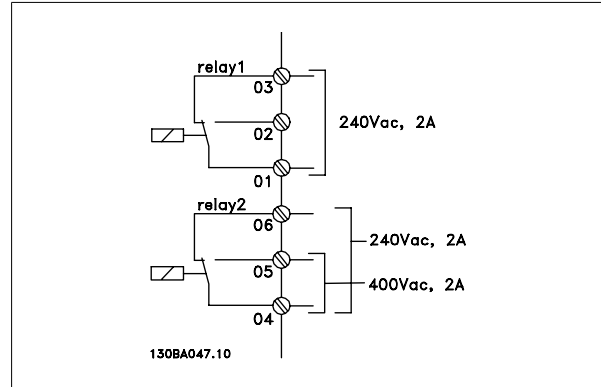 relay1
03
02
240Vac, 2A
01
relay2
06
240Vac, 2A
05
400Vac, 2A
04
130BA047.10